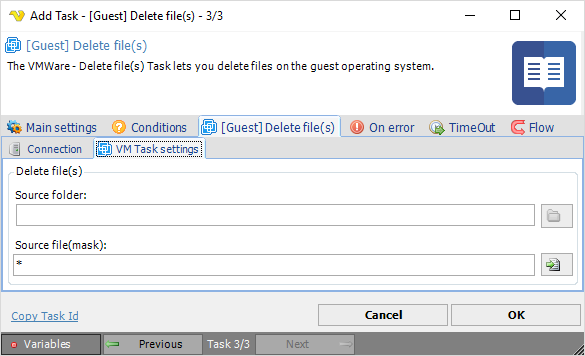 Add Task - [Guest] Delete file(s) - 3/3
[Guest] Delete file(s)
The VMWare - Delete file(s) Task lets you delete files on the guest operating system.
Main settings Conditions [Guest] Delete file(s) On error TimeOut Flow
Connection VM Task settings
Delete file(s)
Source folder:
Source file(mask):
*
Copy Task Id Cancel OK
Variables Previous Task 3/3 Next